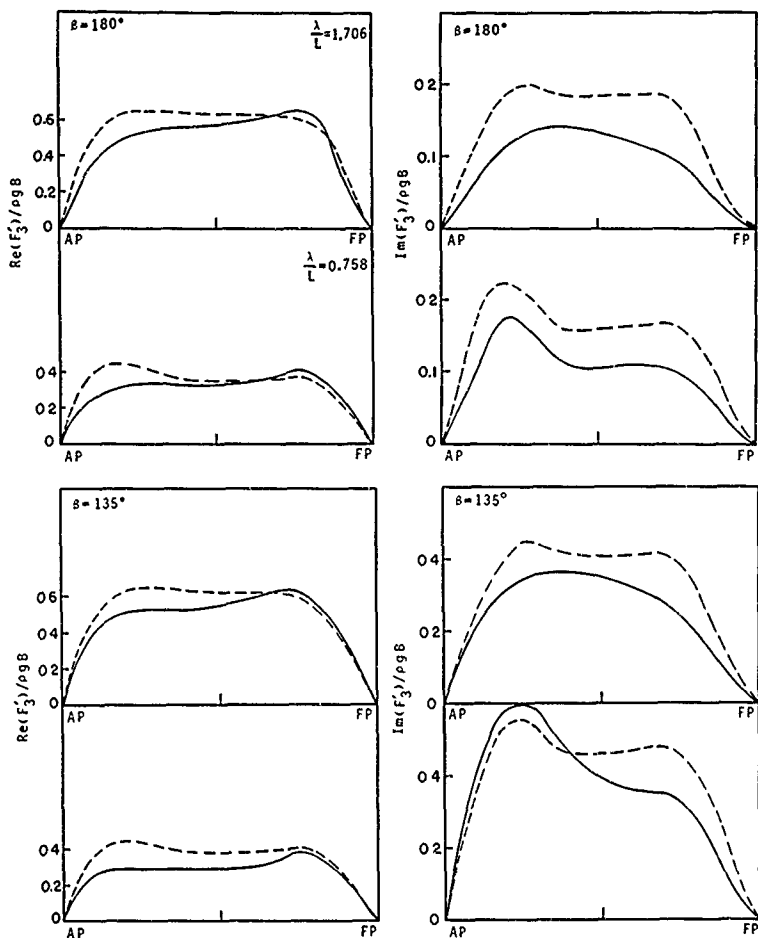 β=180°
λ/L=1.706
Re(F₃′)/ρgB
0.6
0.4
0.2
0
AP
FP
λ/L=0.758
0.4
0.2
0
AP
FP
β=180°
Im(F₃′)/ρgB
0.2
0.1
0
AP
FP
0.2
0.1
0
AP
FP
β=135°
Re(F₃′)/ρgB
0.6
0.4
0 2
0
AP
FP
0.4
0.2
0
AP
FP
β=135°
Im(F₃′)/ρgB
0 4
0.2
0
AP
FP
0.4
0.2
0
AP
FP